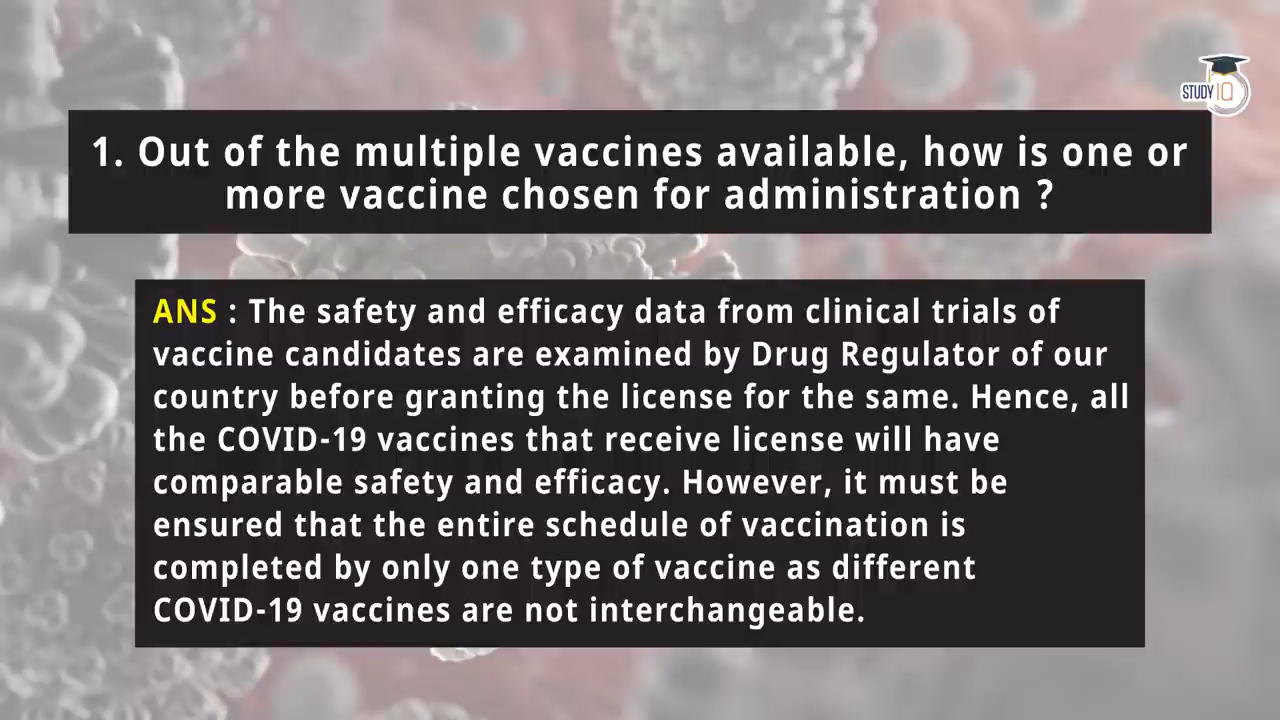 STUDY IQ
1. Out of the multiple vaccines available, how is one or
more vaccine chosen for administration ?
ANS : The safety and efficacy data from clinical trials of
vaccine candidates are examined by Drug Regulator of our
country before granting the license for the same. Hence, all
the COVID-19 vaccines that receive license will have
comparable safety and efficacy. However, it must be
ensured that the entire schedule of vaccination is
completed by only one type of vaccine as different
COVID-19 vaccines are not interchangeable.